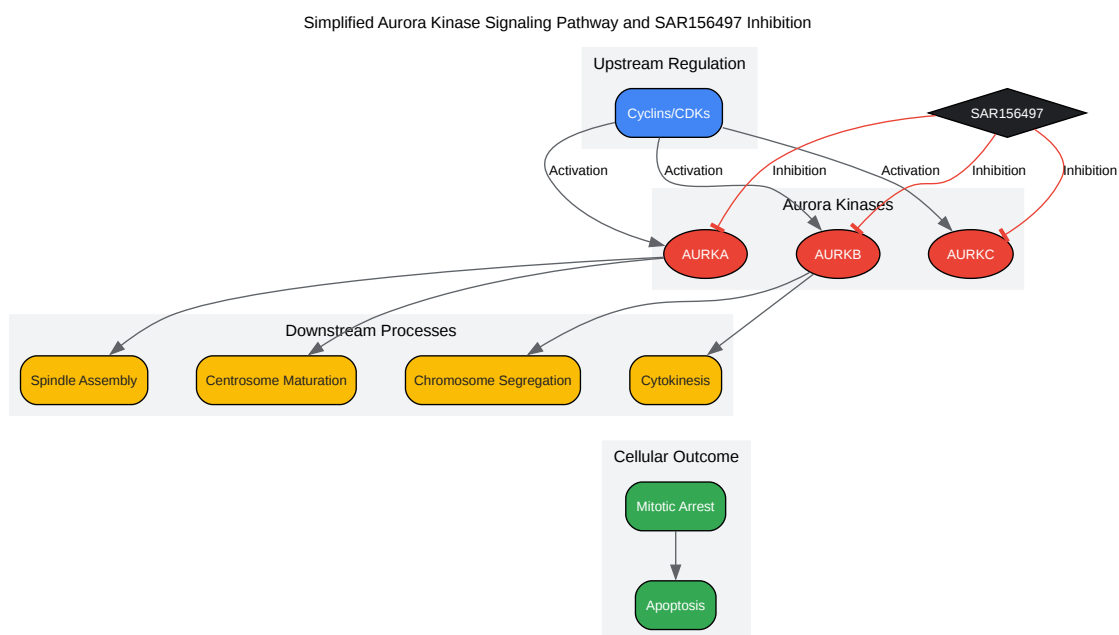 Simplified Aurora Kinase Signaling Pathway and SAR156497 Inhibition
Upstream Regulation
Cyclins/CDKs
SAR156497
Activation
Activation
Inhibition
Activation
Inhibition
Inhibition
Aurora Kinases
AURKA
AURKB
AURKC
Downstream Processes
Spindle Assembly
Centrosome Maturation
Chromosome Segregation
Cytokinesis
Cellular Outcome
Mitotic Arrest
Apoptosis